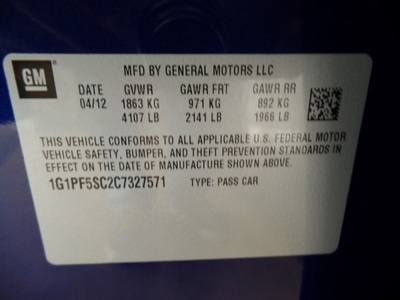 GM
MFD BY GENERAL MOTORS LLC
DATE GVWR GAWR FRT GAWR RR
04/12 1863 KG 971 KG 892 KG
4107 LB 2141 LB 1966 LB
THIS VEHICLE CONFORMS TO ALL APPLICABLE U.S. FEDERAL MOTOR
VEHICLE SAFETY, BUMPER, AND THEFT PREVENTION STANDARDS IN
EFFECT ON THE DATE OF MANUFACTURE SHOWN ABOVE.
1G1PF5SC2C7327571 TYPE: PASS CAR